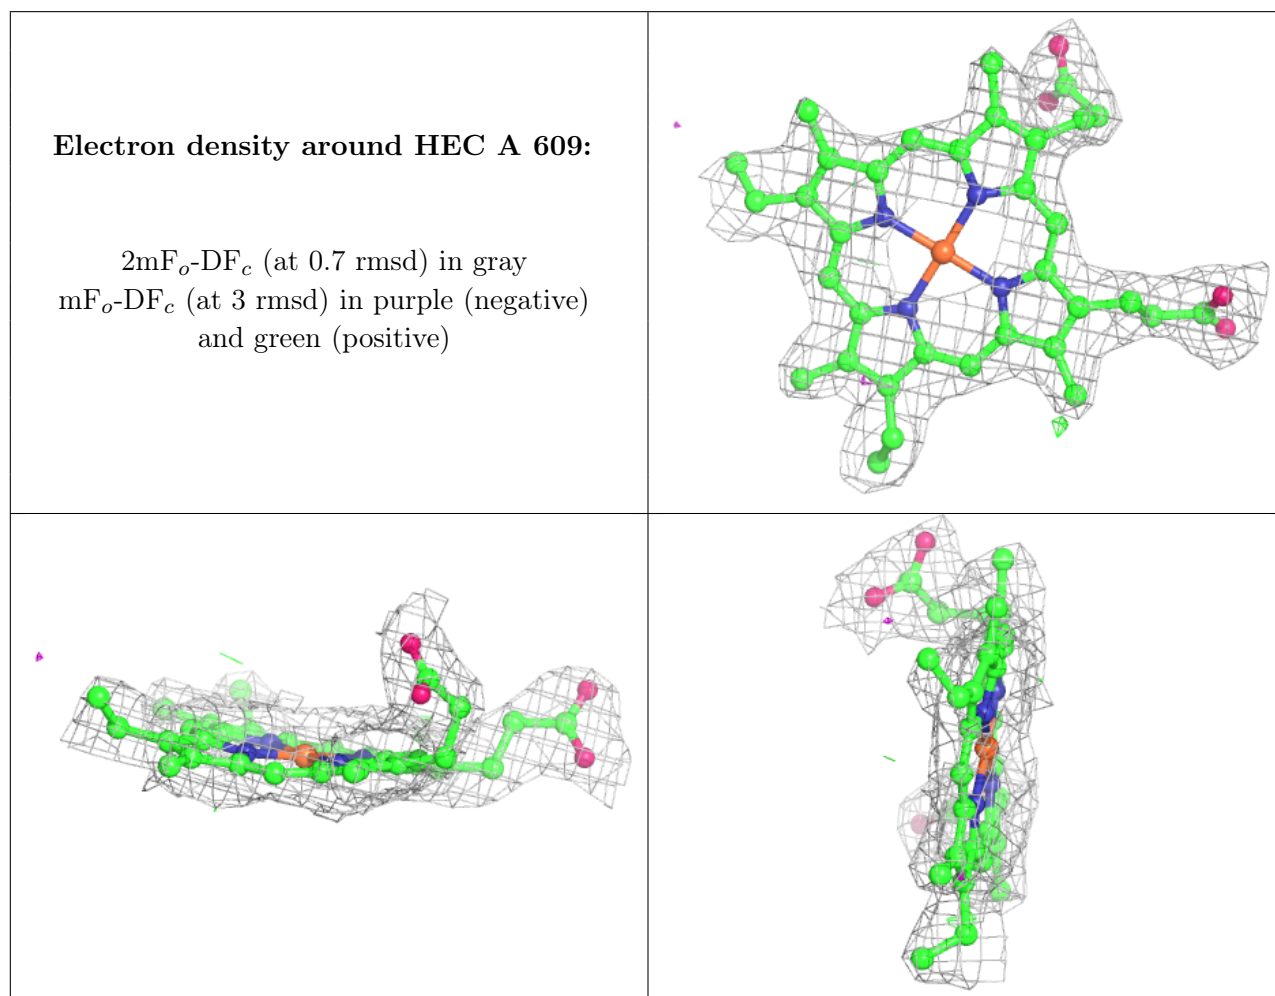 Electron density around HEC A 609:
2mFo-DFc (at 0.7 rmsd) in gray
mFo-DFc (at 3 rmsd) in purple (negative)
and green (positive)